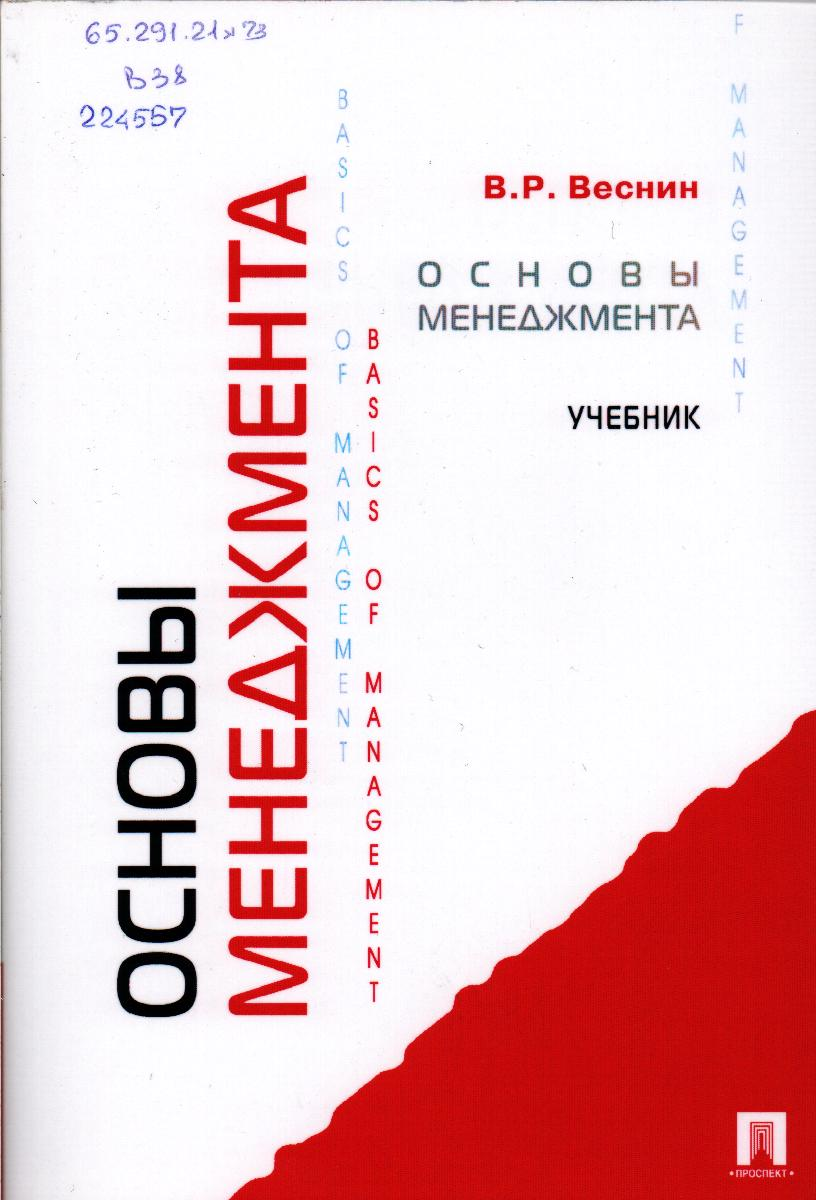 65.291.21я73
В38
224557
F MANAGEMENT
В.Р. Веснин
ОСНОВЫ
МЕНЕДЖМЕНТА
УЧЕБНИК
ОСНОВЫ
МЕНЕДЖМЕНТА
BASICS OF MANAGEMENT
BASICS OF MANAGEMENT
• ПРОСПЕКТ •